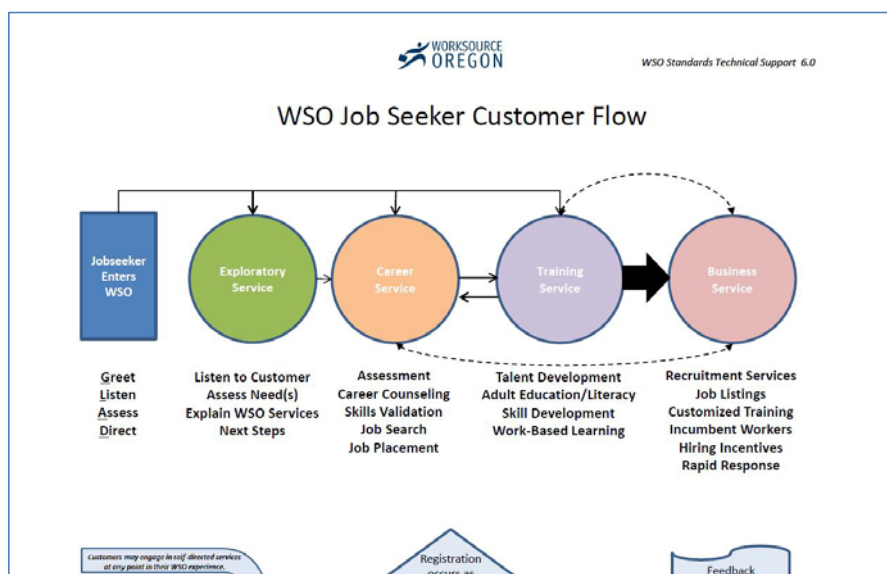 WORKSOURCE
OREGON
WSO Standards Technical Support 6.0
WSO Job Seeker Customer Flow
Jobseeker
Enters
WSO
Exploratory
Service
Career
Service
Training
Service
Business
Service
Greet
Listen
Assess
Direct
Listen to Customer
Assess Need(s)
Explain WSO Services
Next Steps
Assessment
Career Counseling
Skills Validation
Job Search
Job Placement
Talent Development
Adult Education/Literacy
Skill Development
Work-Based Learning
Recruitment Services
Job Listings
Customized Training
Incumbent Workers
Hiring Incentives
Rapid Response
Customers may engage in self-directed services
at any point in their WSO experience.
Registration
occurs as
Feedback